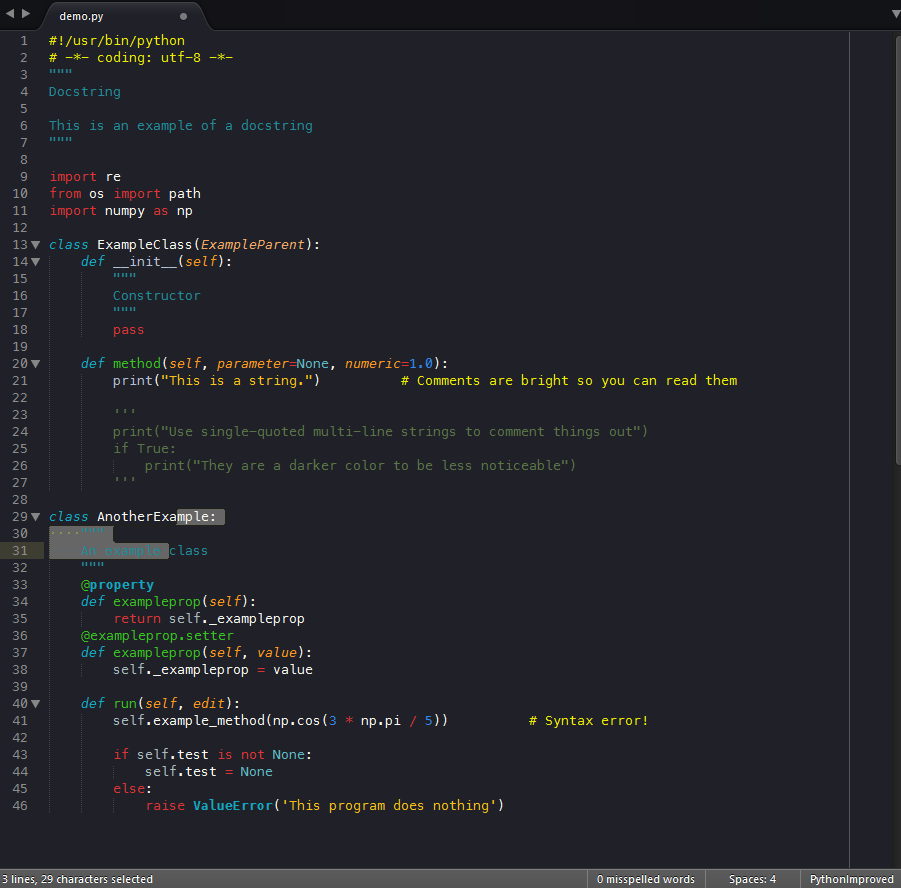 demo.py
1 #!/usr/bin/python
2 # -*- coding: utf-8 -*-
3 """
4 Docstring
5
6 This is an example of a docstring
7 """
8
9 import re
10 from os import path
11 import numpy as np
12
13 class ExampleClass(ExampleParent):
14     def __init__(self):
15         """
16         Constructor
17         """
18         pass
19
20     def method(self, parameter=None, numeric=1.0):
21         print("This is a string.")          # Comments are bright so you can read them
22
23         '''
24         print("Use single-quoted multi-line strings to comment things out")
25         if True:
26             print("They are a darker color to be less noticeable")
27         '''
28
29 class AnotherExample:
30     """
31     An example class
32     """
33     @property
34     def exampleprop(self):
35         return self._exampleprop
36     @exampleprop.setter
37     def exampleprop(self, value):
38         self._exampleprop = value
39
40     def run(self, edit):
41         self.example_method(np.cos(3 * np.pi / 5))          # Syntax error!
42
43         if self.test is not None:
44             self.test = None
45         else:
46             raise ValueError('This program does nothing')
3 lines, 29 characters selected
0 misspelled words
Spaces: 4
PythonImproved